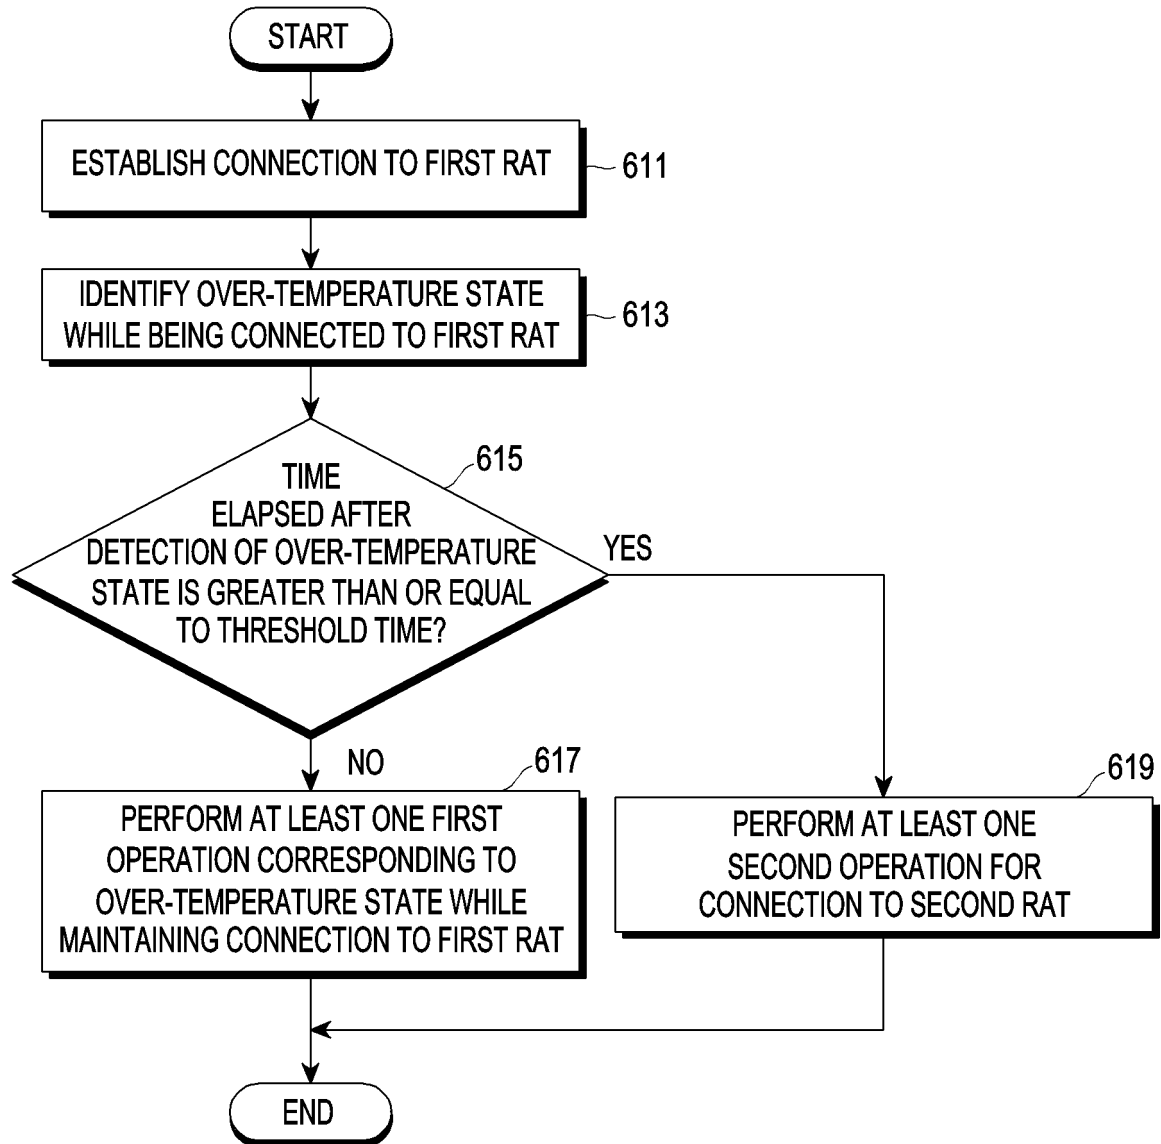 START
ESTABLISH CONNECTION TO FIRST RAT
611
IDENTIFY OVER-TEMPERATURE STATE
WHILE BEING CONNECTED TO FIRST RAT
613
615
TIME
ELAPSED AFTER
DETECTION OF OVER-TEMPERATURE
STATE IS GREATER THAN OR EQUAL
TO THRESHOLD TIME?
YES
NO
617
PERFORM AT LEAST ONE FIRST
OPERATION CORRESPONDING TO
OVER-TEMPERATURE STATE WHILE
MAINTAINING CONNECTION TO FIRST RAT
619
PERFORM AT LEAST ONE
SECOND OPERATION FOR
CONNECTION TO SECOND RAT
END